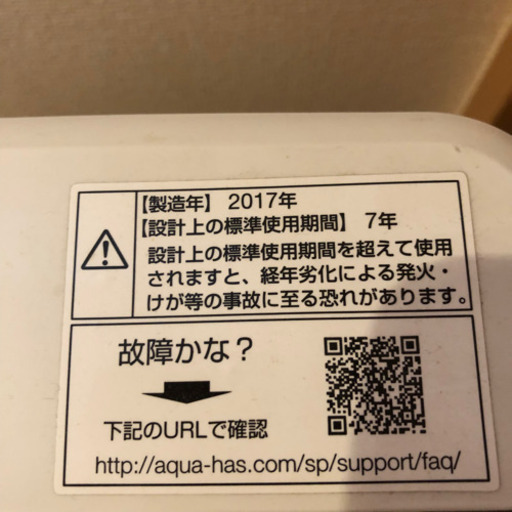 【製造年】 2017年
【設計上の標準使用期間】 7年
設計上の標準使用期間を超えて使用
されますと、経年劣化による発火・
けが等の事故に至る恐れがあります。
故障かな？
下記のURLで確認
http://aqua-has.com/sp/support/faq/